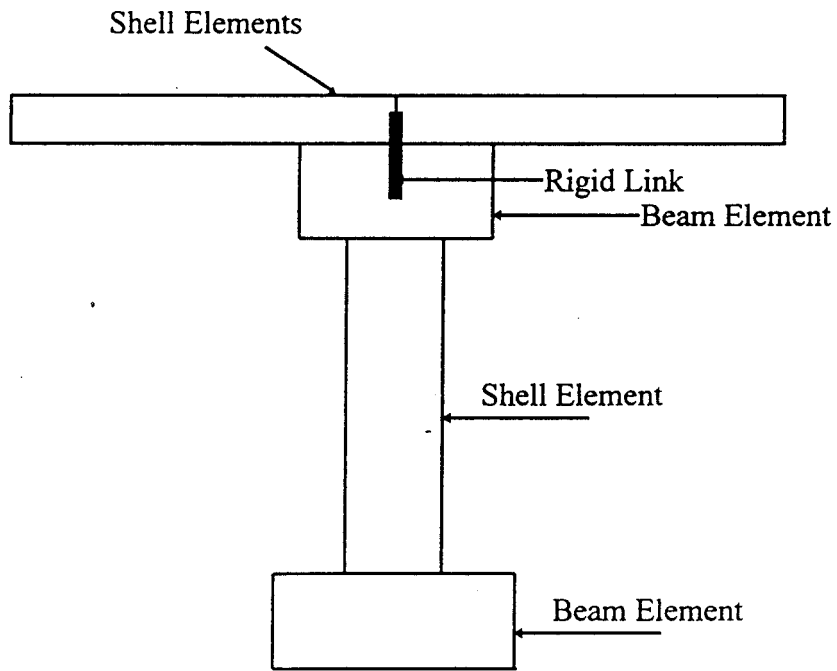 Shell Elements
Rigid Link
Beam Element
Shell Element
Beam Element